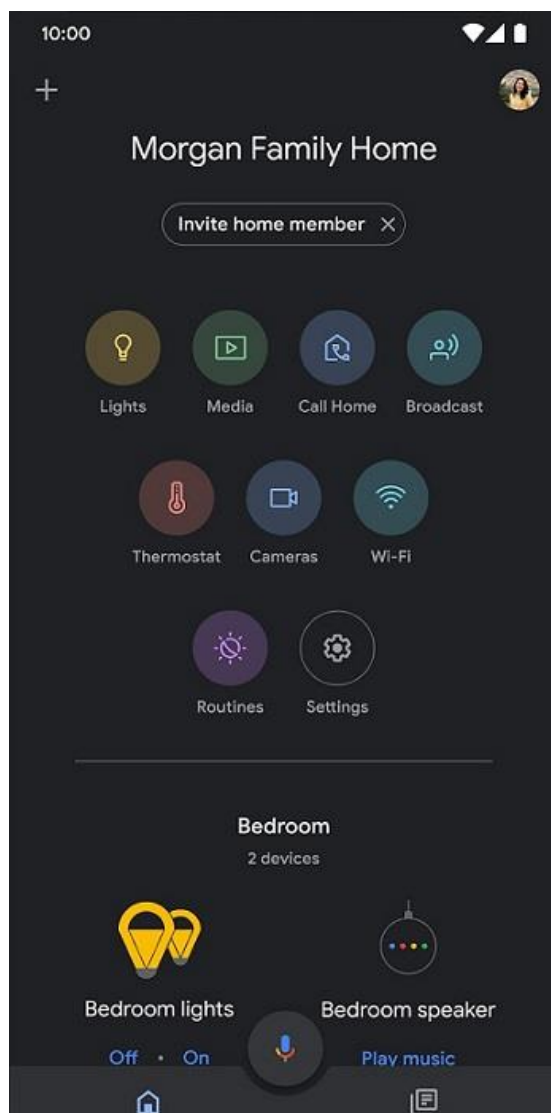 10:00
Morgan Family Home
Invite home member
Lights Media Call Home Broadcast
Thermostat Cameras Wi-Fi
Routines Settings
Bedroom
2 devices
Bedroom lights Bedroom speaker
Off • On Play music